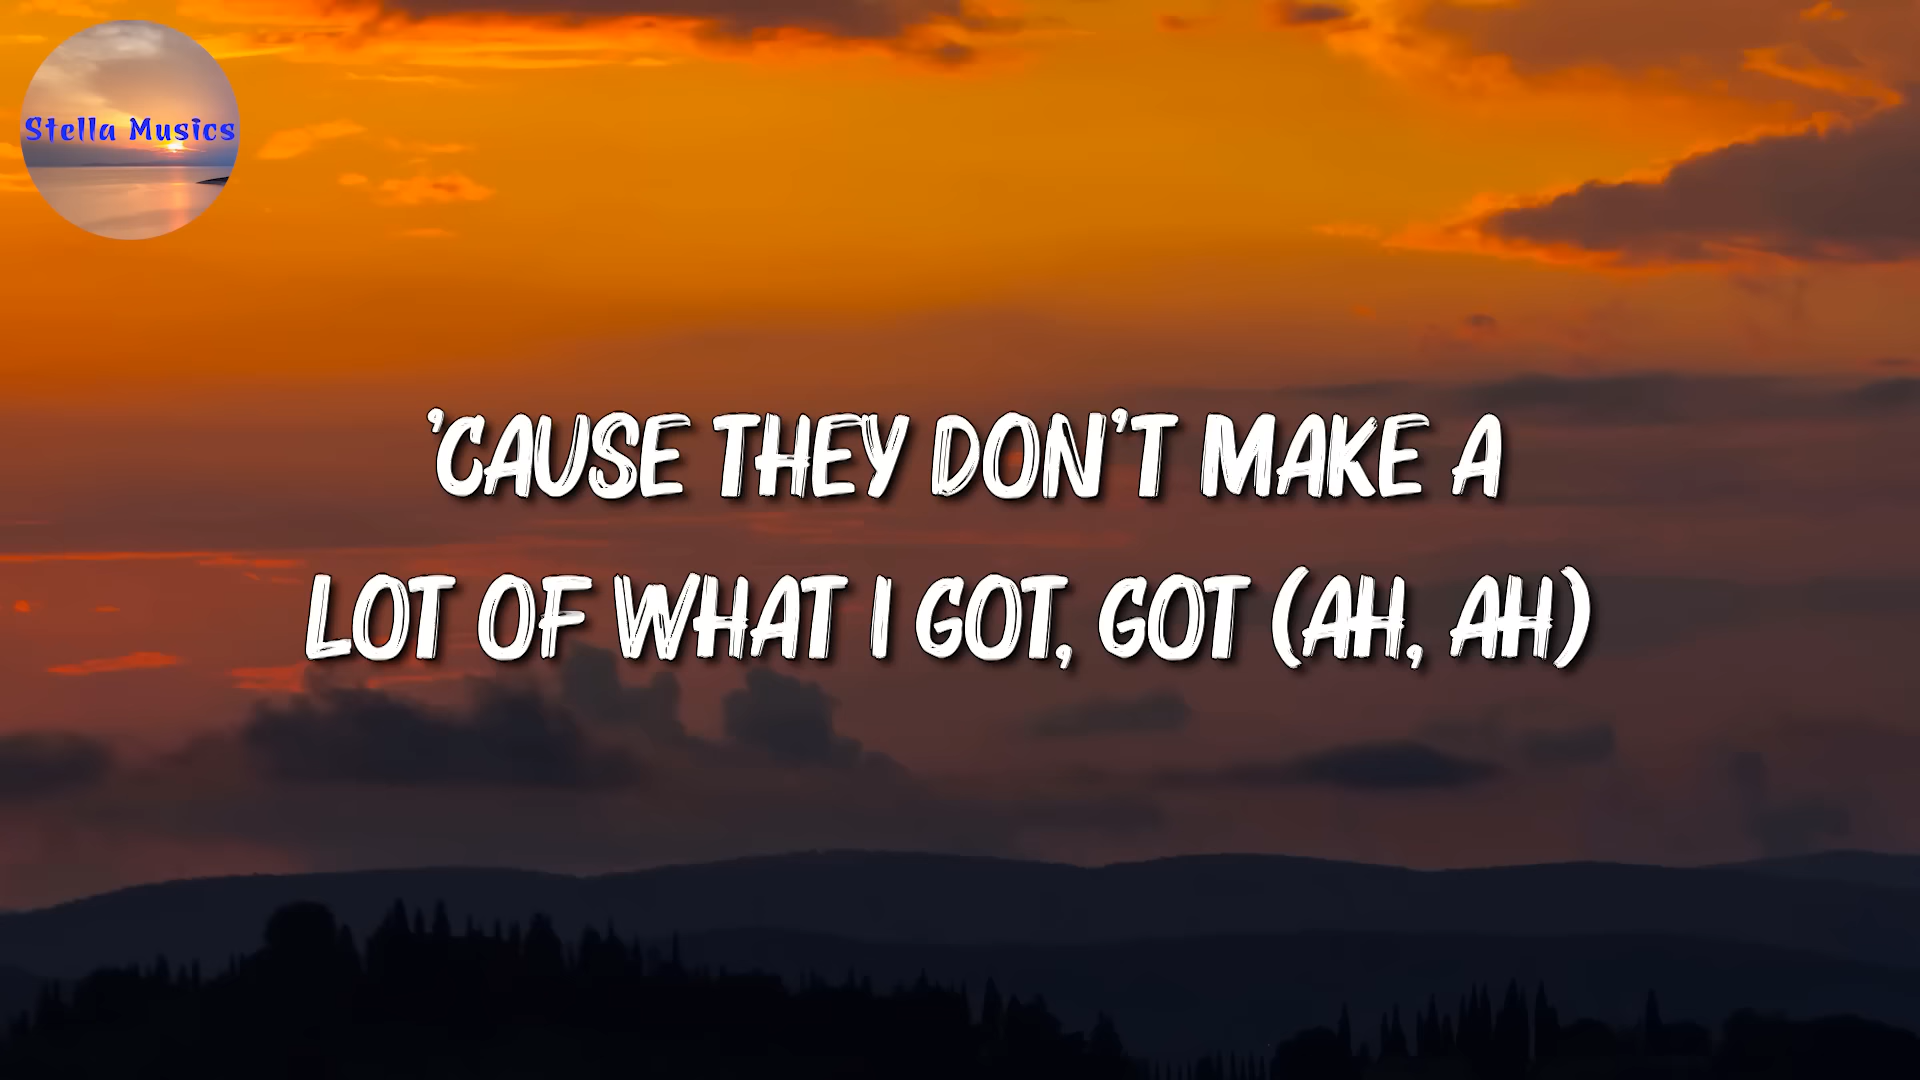 Stella Musics
'CAUSE THEY DON'T MAKE A
LOT OF WHAT I GOT, GOT (AH, AH)